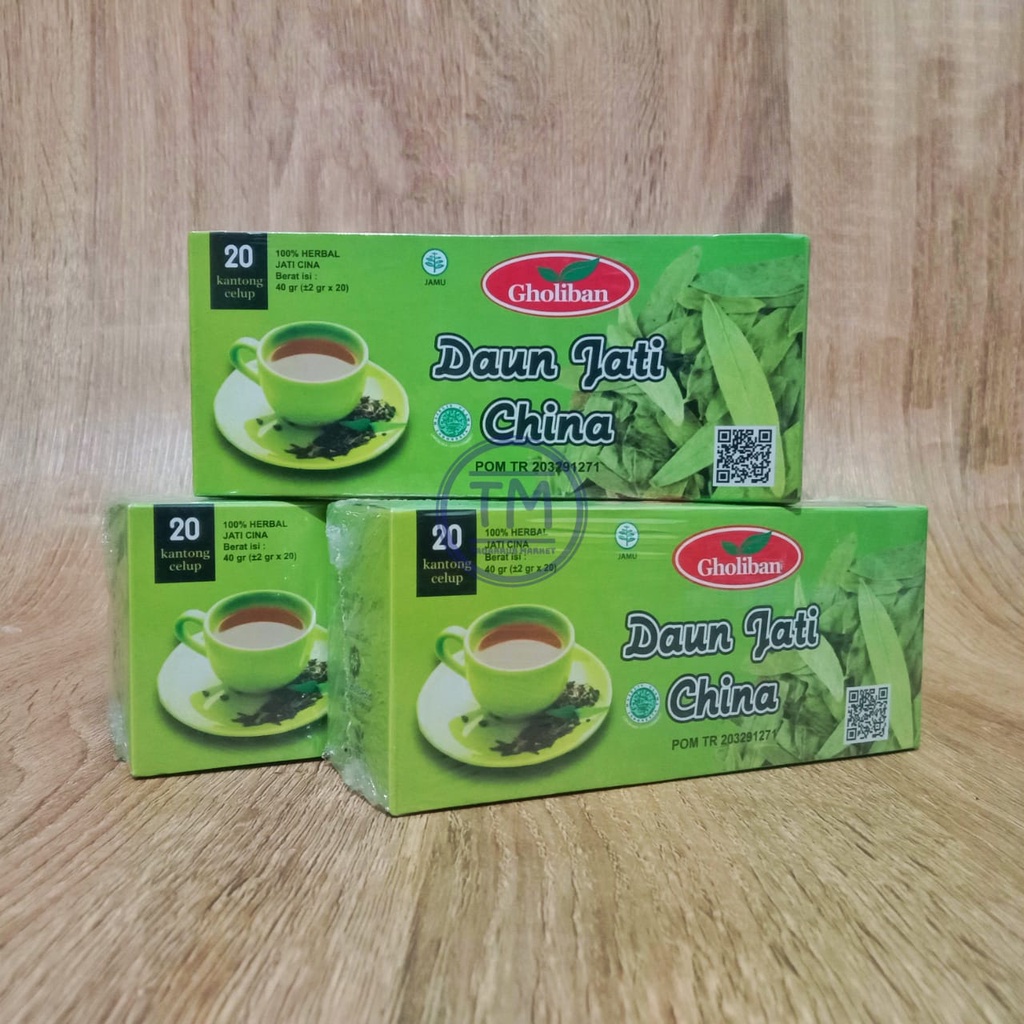 20
kantong
celup
100% HERBAL
JATI CINA
Berat isi :
40 gr (±2 gr x 20)
JAMU
Gholiban
Daun Jati
China
POM TR 203291271
TM
20
kantong
celup
100% HERBAL
JATI CINA
Berat isi :
40 gr (±2 gr x 20)
20
kantong
celup
100% HERBAL
JATI CINA
Berat isi :
40 gr (±2 gr x 20)
JAMU
Gholiban
Daun Jati
China
POM TR 203291271